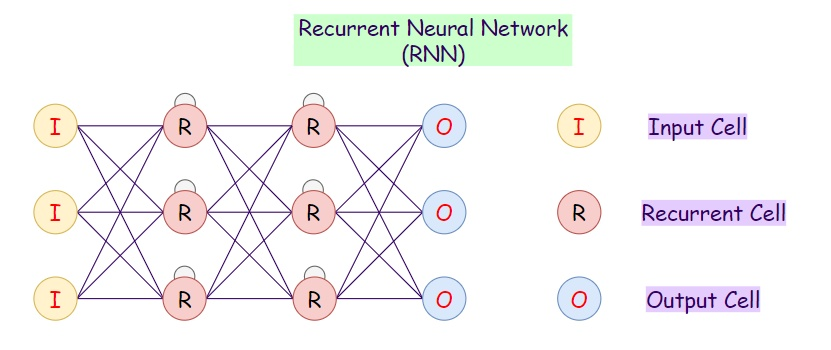 Recurrent Neural Network
(RNN)
I R R O I Input Cell
I R R O R Recurrent Cell
I R R O O Output Cell